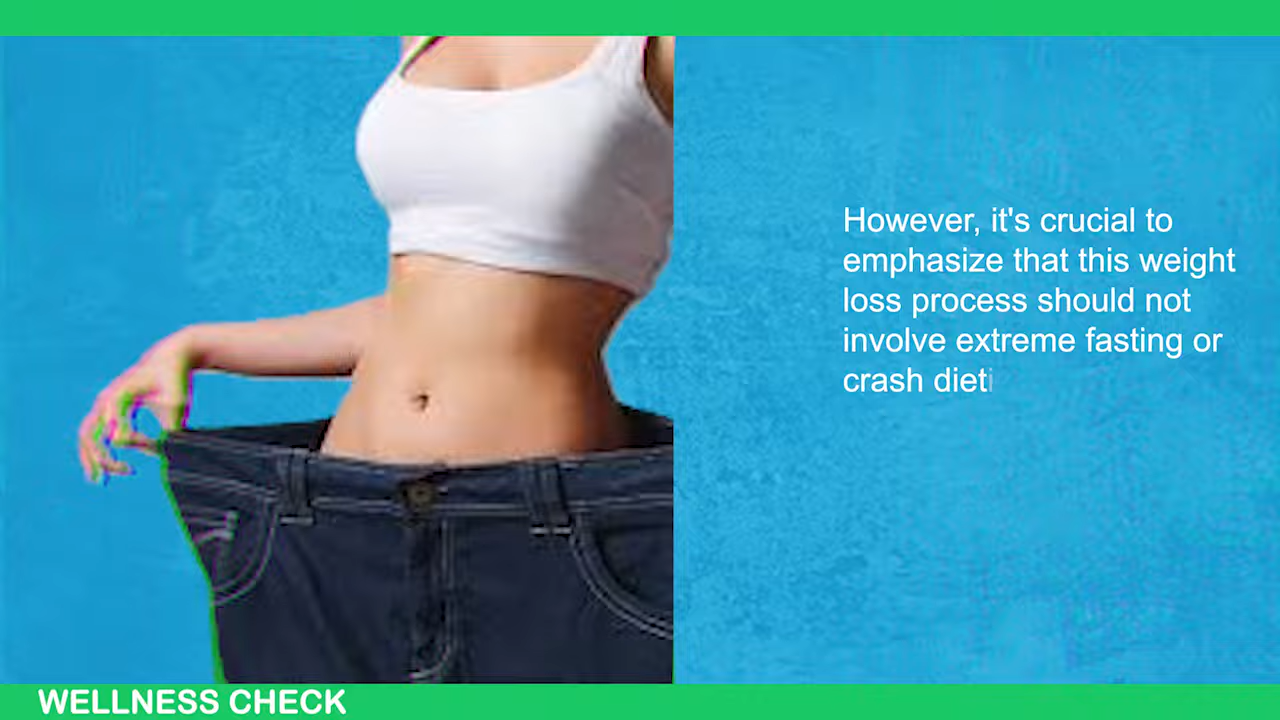 However, it's crucial to
emphasize that this weight
loss process should not
involve extreme fasting or
crash dieti
WELLNESS CHECK